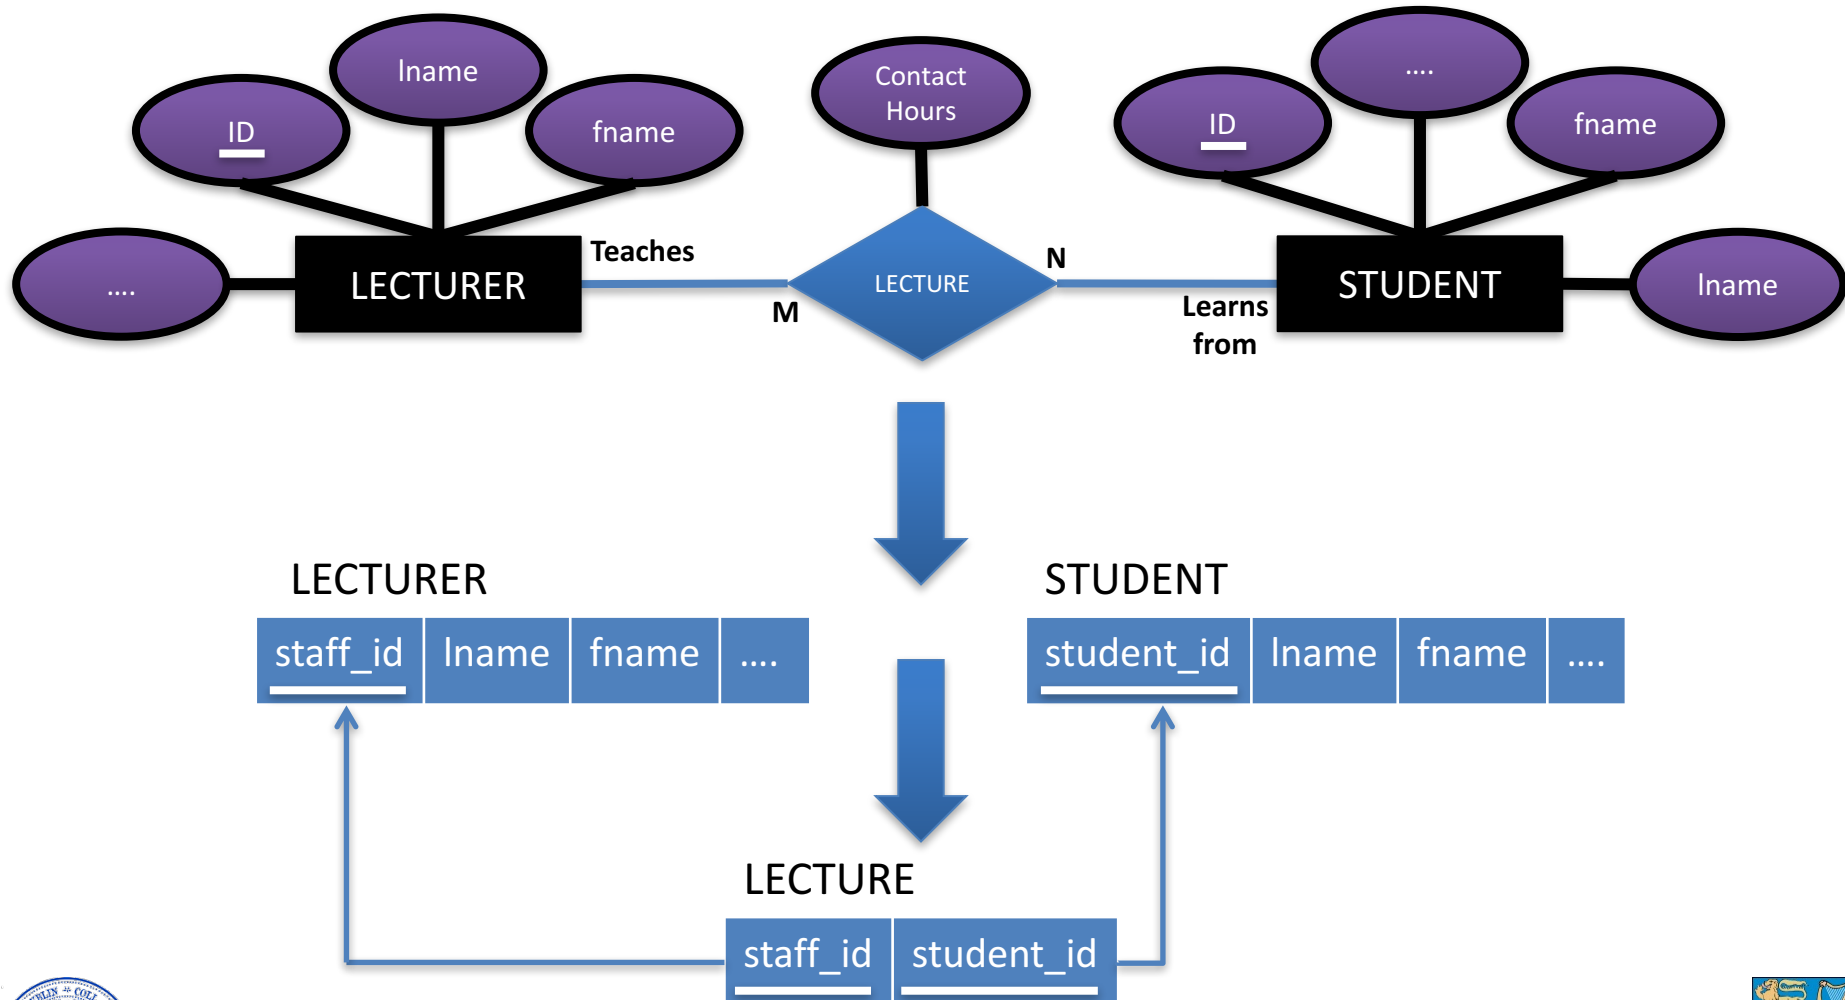 lname
Contact
Hours
....
ID
fname
ID
fname
Teaches
N
....
LECTURER
LECTURE
STUDENT
lname
M
Learns
from
LECTURER
STUDENT
staff_id lname fname ....
student_id lname fname ....
LECTURE
staff_id student_id